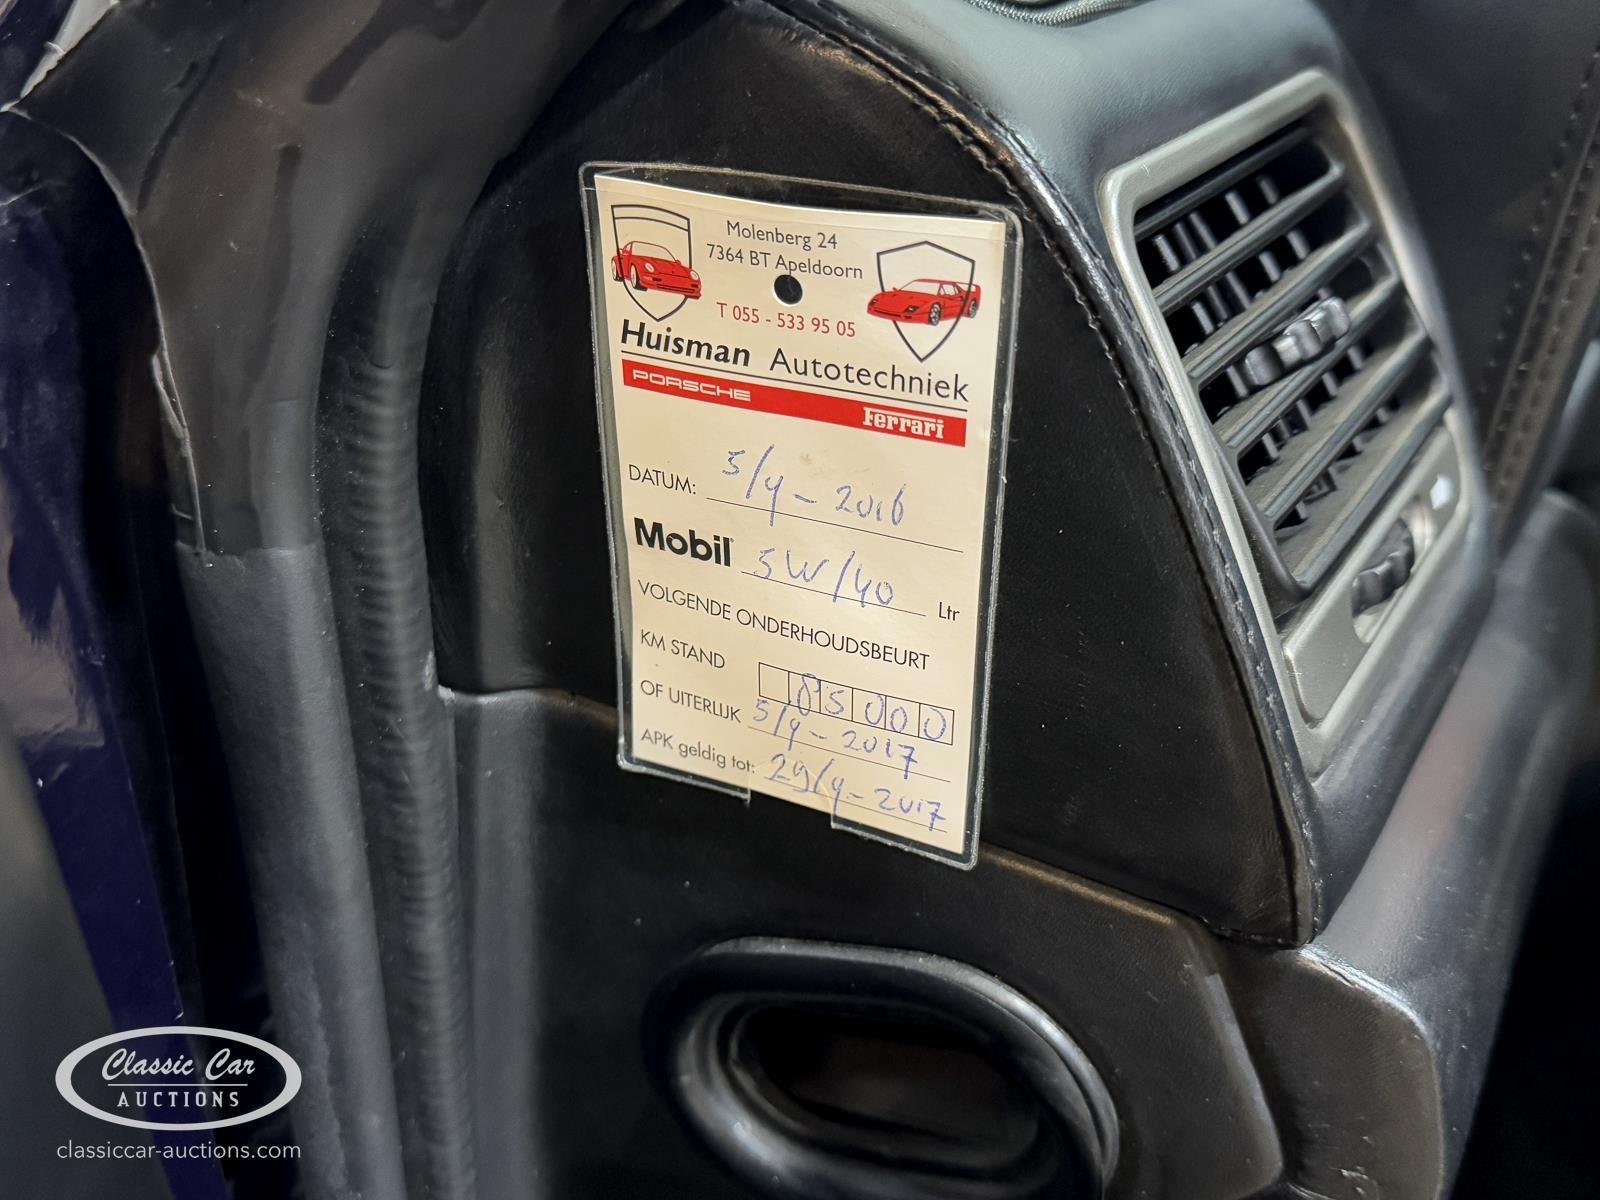 Molenberg 24
7364 BT Apeldoorn
T 055 - 533 95 05
Huisman Autotechniek
PORSCHE Ferrari
DATUM: 5/4 - 2016
Mobil 5W/40 Ltr
VOLGENDE ONDERHOUDSBEURT
KM STAND 85000
OF UITERLIJK 5/4 - 2017
APK geldig tot: 29/4 - 2017
Classic Car
AUCTIONS
classiccar-auctions.com